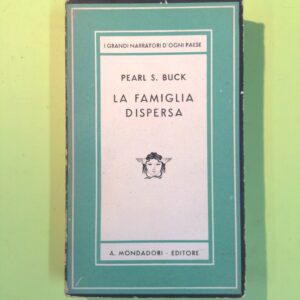 I GRANDI NARRATORI D'OGNI PAESE
PEARL S. BUCK
LA FAMIGLIA
DISPERSA
A. MONDADORI - EDITORE